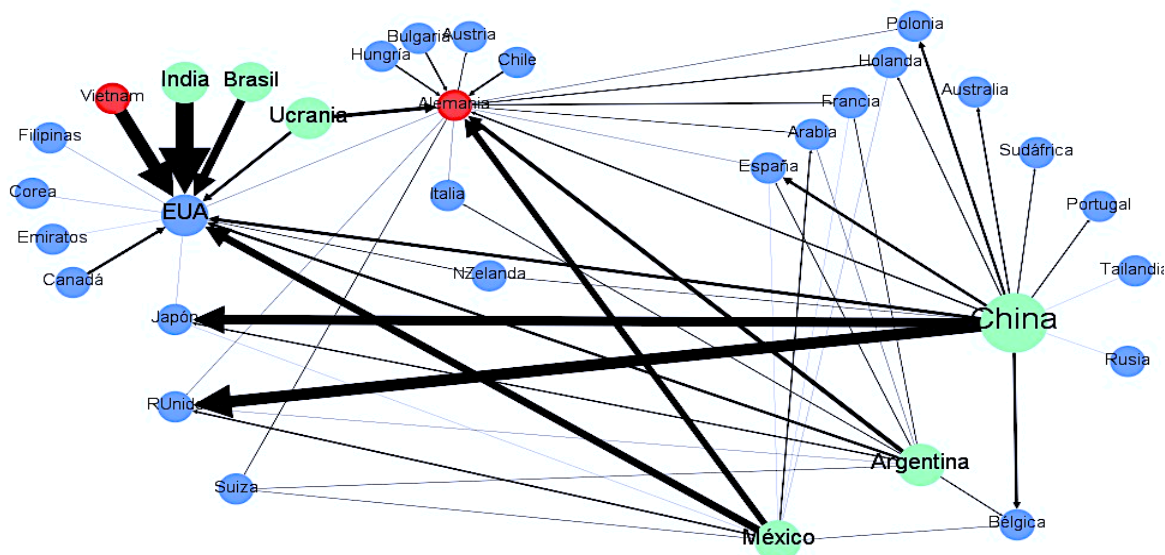 Polonia
Bulgaria
Austria
Hungría
Chile
Holanda
India
Brasil
Vietnam
Australia
Alemania
Francia
Ucrania
Filipinas
Arabia
Sudáfrica
España
Corea
Italia
Portugal
EUA
Emiratos
Canadá
NZelanda
Tailandia
Japón
China
Rusia
RUnido
Argentina
Suiza
Bélgica
México